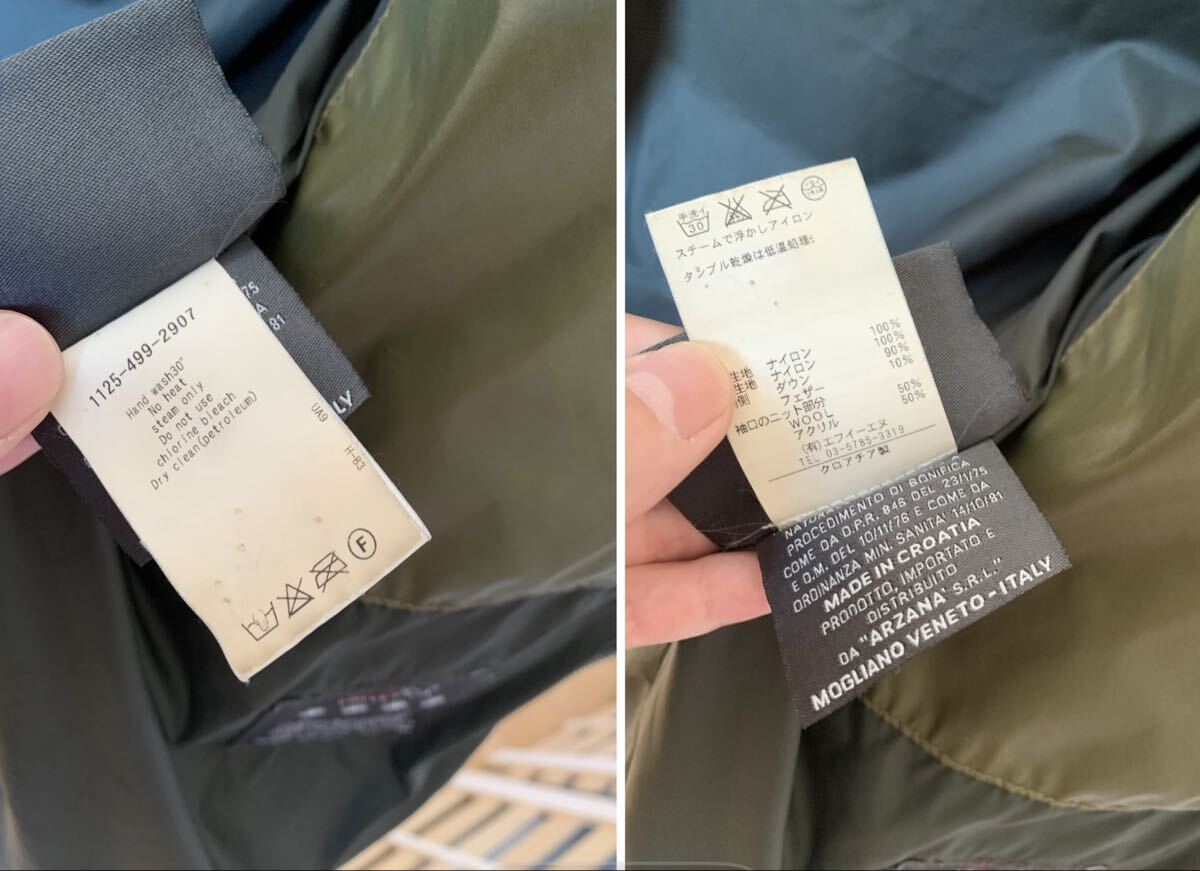 75
A
81
LY
1125-499-2907
Hand wash30°
No heat
steam only
Do not use
chlorine bleach
Dry clean(petroleum)
UA9
H-83
F
手洗イ
30
スチームで浮かしアイロン
タンブル乾燥は低温処理
生地 ナイロン 100%
生地 ナイロン 100%
側 ダウン 90%
フェザー 10%
袖口のニット部分
WOOL 50%
アクリル 50%
(有)エフイーエヌ
TEL 03-5785-3319
クロアチア製
NATURA DI BONIFICA
PROCEDIMENTO D.P.R. 846 DEL 23/1/75
COME DA
E D.M. DEL 10/11/76 E COME DA
ORDINANZA MIN. SANITA' 14/10/81
MADE IN CROATIA
PRODOTTO, IMPORTATO E
DISTRIBUITO
DA "ARZANA' S.R.L."
MOGLIANO VENETO - ITALY